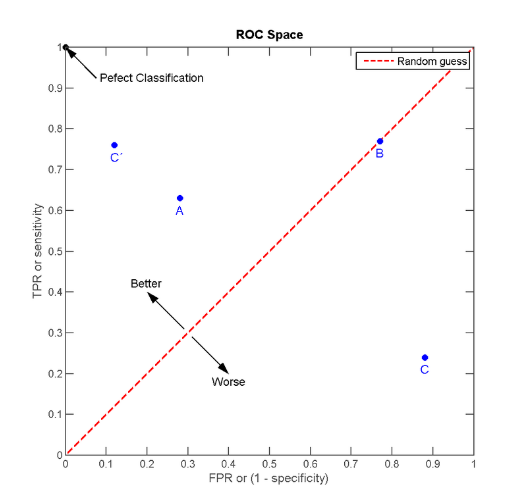 ROC Space
Random guess
Pefect Classification
C´
B
A
Better
Worse
C
TPR or sensitivity
1
0.9
0.8
0.7
0.6
0.5
0.4
0.3
0.2
0.1
0
0 0.1 0.2 0.3 0.4 0.5 0.6 0.7 0.8 0.9 1
FPR or (1 - specificity)